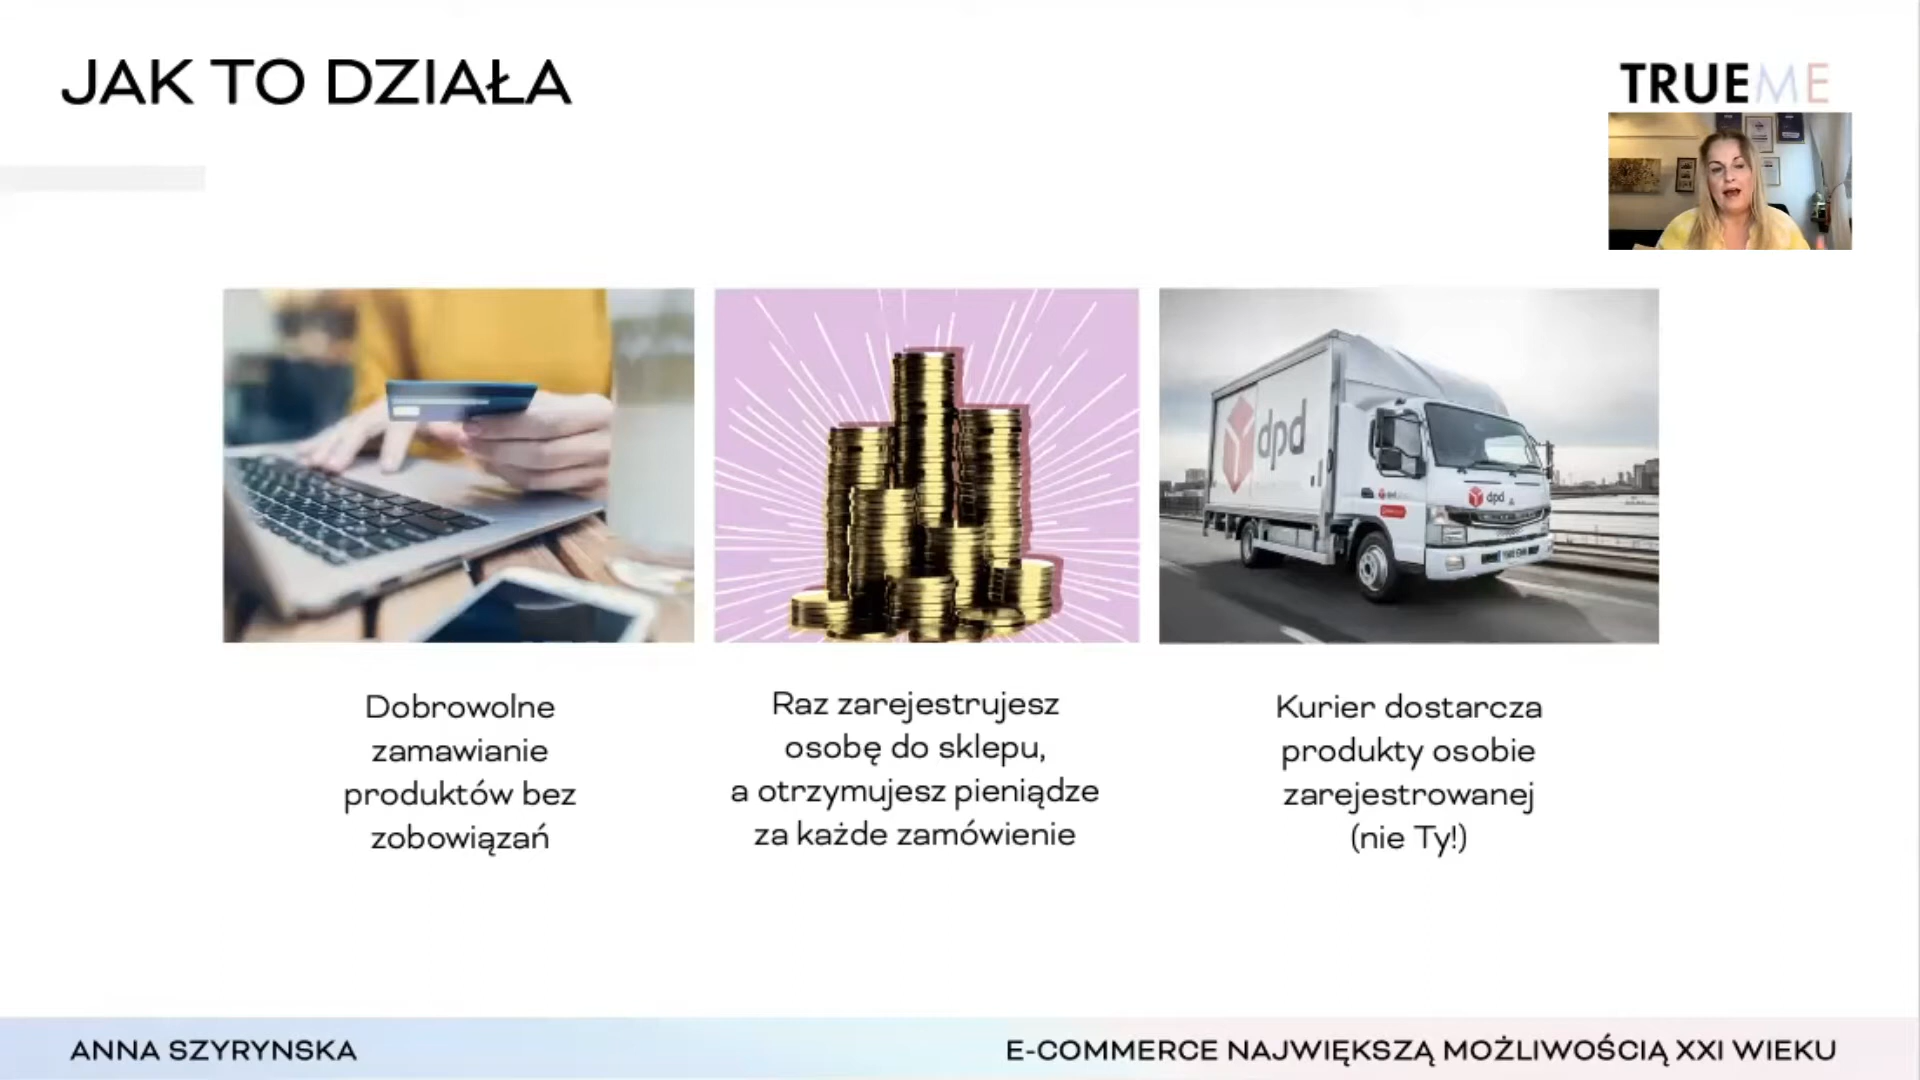 JAK TO DZIAŁA
TRUEME
dpd
dpd
Dobrowolne
zamawianie
produktów bez
zobowiązań
Raz zarejestrujesz
osobę do sklepu,
a otrzymujesz pieniądze
za każde zamówienie
Kurier dostarcza
produkty osobie
zarejestrowanej
(nie Ty!)
ANNA SZYRYNSKA
E-COMMERCE NAJWIĘKSZĄ MOŻLIWOŚCIĄ XXI WIEKU